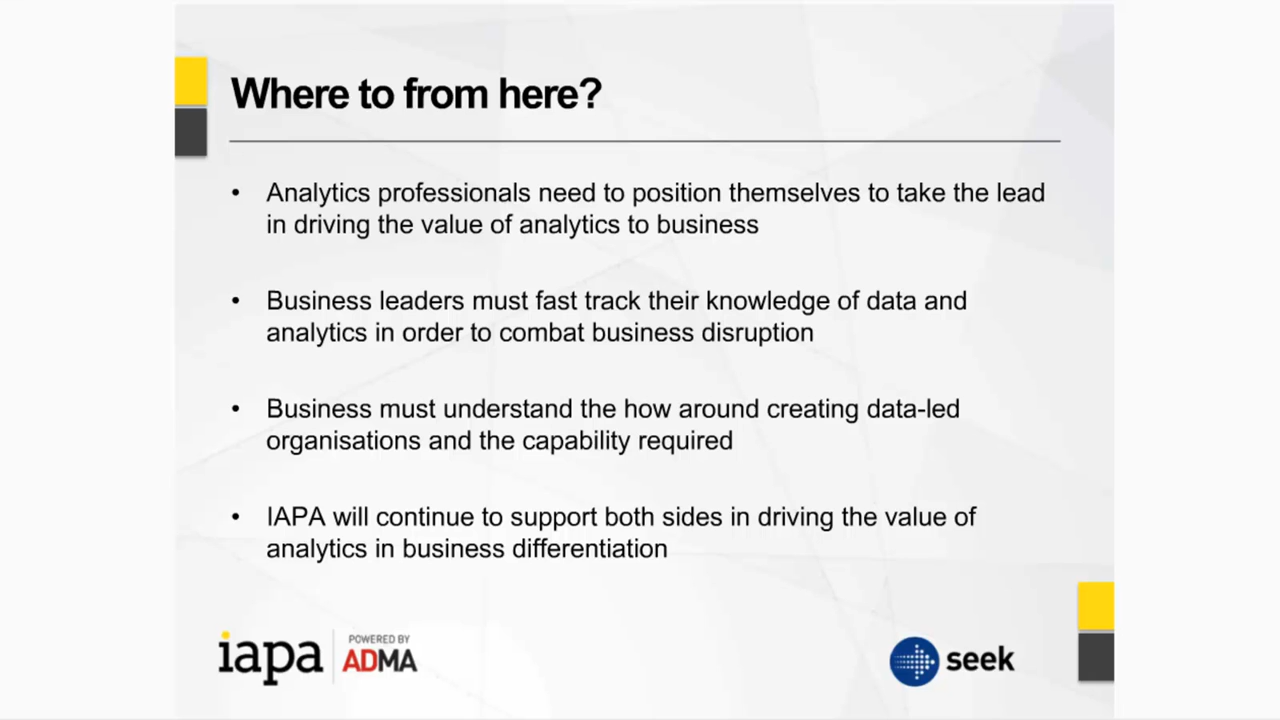 Where to from here?
• Analytics professionals need to position themselves to take the lead
in driving the value of analytics to business
• Business leaders must fast track their knowledge of data and
analytics in order to combat business disruption
• Business must understand the how around creating data-led
organisations and the capability required
• IAPA will continue to support both sides in driving the value of
analytics in business differentiation
iapa
POWERED BY
ADMA
seek